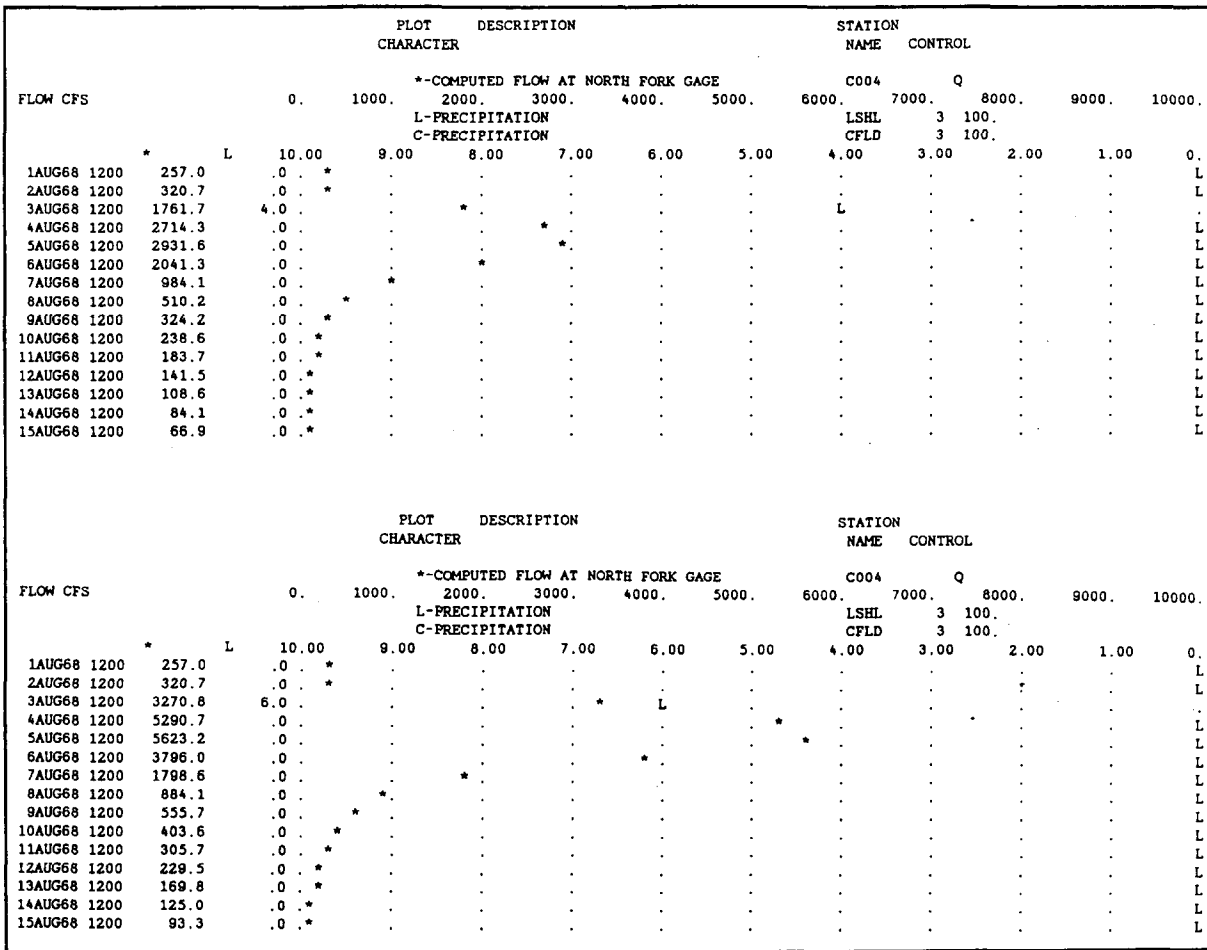 PLOT DESCRIPTION STATION
CHARACTER NAME CONTROL
*-COMPUTED FLOW AT NORTH FORK GAGE C004 Q
FLOW CFS 0. 1000. 2000. 3000. 4000. 5000. 6000. 7000. 8000. 9000. 10000.
L-PRECIPITATION LSHL 3 100.
C-PRECIPITATION CFLD 3 100.
* L 10.00 9.00 8.00 7.00 6.00 5.00 4.00 3.00 2.00 1.00 0.
1AUG68 1200 257.0 .0 . * . . . . . . . . . L
2AUG68 1200 320.7 .0 . * . . . . . . . . . L
3AUG68 1200 1761.7 4.0 . . * . . . . L . . . .
4AUG68 1200 2714.3 .0 . . . * . . . . . . . L
5AUG68 1200 2931.6 .0 . . . *. . . . . . . L
6AUG68 1200 2041.3 .0 . . * . . . . . . . L
7AUG68 1200 984.1 .0 . * . . . . . . . . L
8AUG68 1200 510.2 .0 . * . . . . . . . . . L
9AUG68 1200 324.2 .0 . * . . . . . . . . . L
10AUG68 1200 238.6 .0 . * . . . . . . . . . L
11AUG68 1200 183.7 .0 . * . . . . . . . . . L
12AUG68 1200 141.5 .0 .* . . . . . . . . . L
13AUG68 1200 108.6 .0 .* . . . . . . . . . L
14AUG68 1200 84.1 .0 .* . . . . . . . . . L
15AUG68 1200 66.9 .0 .* . . . . . . . . . L
PLOT DESCRIPTION STATION
CHARACTER NAME CONTROL
*-COMPUTED FLOW AT NORTH FORK GAGE C004 Q
FLOW CFS 0. 1000. 2000. 3000. 4000. 5000. 6000. 7000. 8000. 9000. 10000.
L-PRECIPITATION LSHL 3 100.
C-PRECIPITATION CFLD 3 100.
* L 10.00 9.00 8.00 7.00 6.00 5.00 4.00 3.00 2.00 1.00 0.
1AUG68 1200 257.0 .0 . * . . . . . . . . . L
2AUG68 1200 320.7 .0 . * . . . . . . . . . L
3AUG68 1200 3270.8 6.0 . . . . * L . . . . . .
4AUG68 1200 5290.7 .0 . . . . . . * . . . . L
5AUG68 1200 5623.2 .0 . . . . . . * . . . . L
6AUG68 1200 3796.0 .0 . . . . * . . . . . . L
7AUG68 1200 1798.6 .0 . . * . . . . . . . . L
8AUG68 1200 884.1 .0 . *. . . . . . . . . L
9AUG68 1200 555.7 .0 . * . . . . . . . . . L
10AUG68 1200 403.6 .0 . * . . . . . . . . . L
11AUG68 1200 305.7 .0 . * . . . . . . . . . L
12AUG68 1200 229.5 .0 . * . . . . . . . . . L
13AUG68 1200 169.8 .0 . * . . . . . . . . . L
14AUG68 1200 125.0 .0 .* . . . . . . . . . L
15AUG68 1200 93.3 .0 .* . . . . . . . . . L